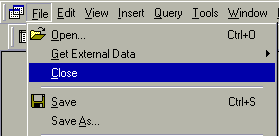 File Edit View Insert Query Tools Window
Open... Ctrl+O
Get External Data
Close
Save Ctrl+S
Save As...